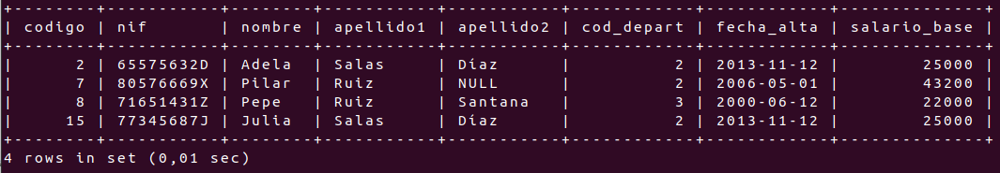 +--------+-----------+--------+-----------+-----------+------------+------------+--------------+
| codigo | nif       | nombre | apellido1 | apellido2 | cod_depart | fecha_alta | salario_base |
+--------+-----------+--------+-----------+-----------+------------+------------+--------------+
|      2 | 65575632D | Adela  | Salas     | Díaz      |          2 | 2013-11-12 |        25000 |
|      7 | 80576669X | Pilar  | Ruiz      | NULL      |          2 | 2006-05-01 |        43200 |
|      8 | 71651431Z | Pepe   | Ruiz      | Santana   |          3 | 2000-06-12 |        22000 |
|     15 | 77345687J | Julia  | Salas     | Díaz      |          2 | 2013-11-12 |        25000 |
+--------+-----------+--------+-----------+-----------+------------+------------+--------------+
4 rows in set (0,01 sec)